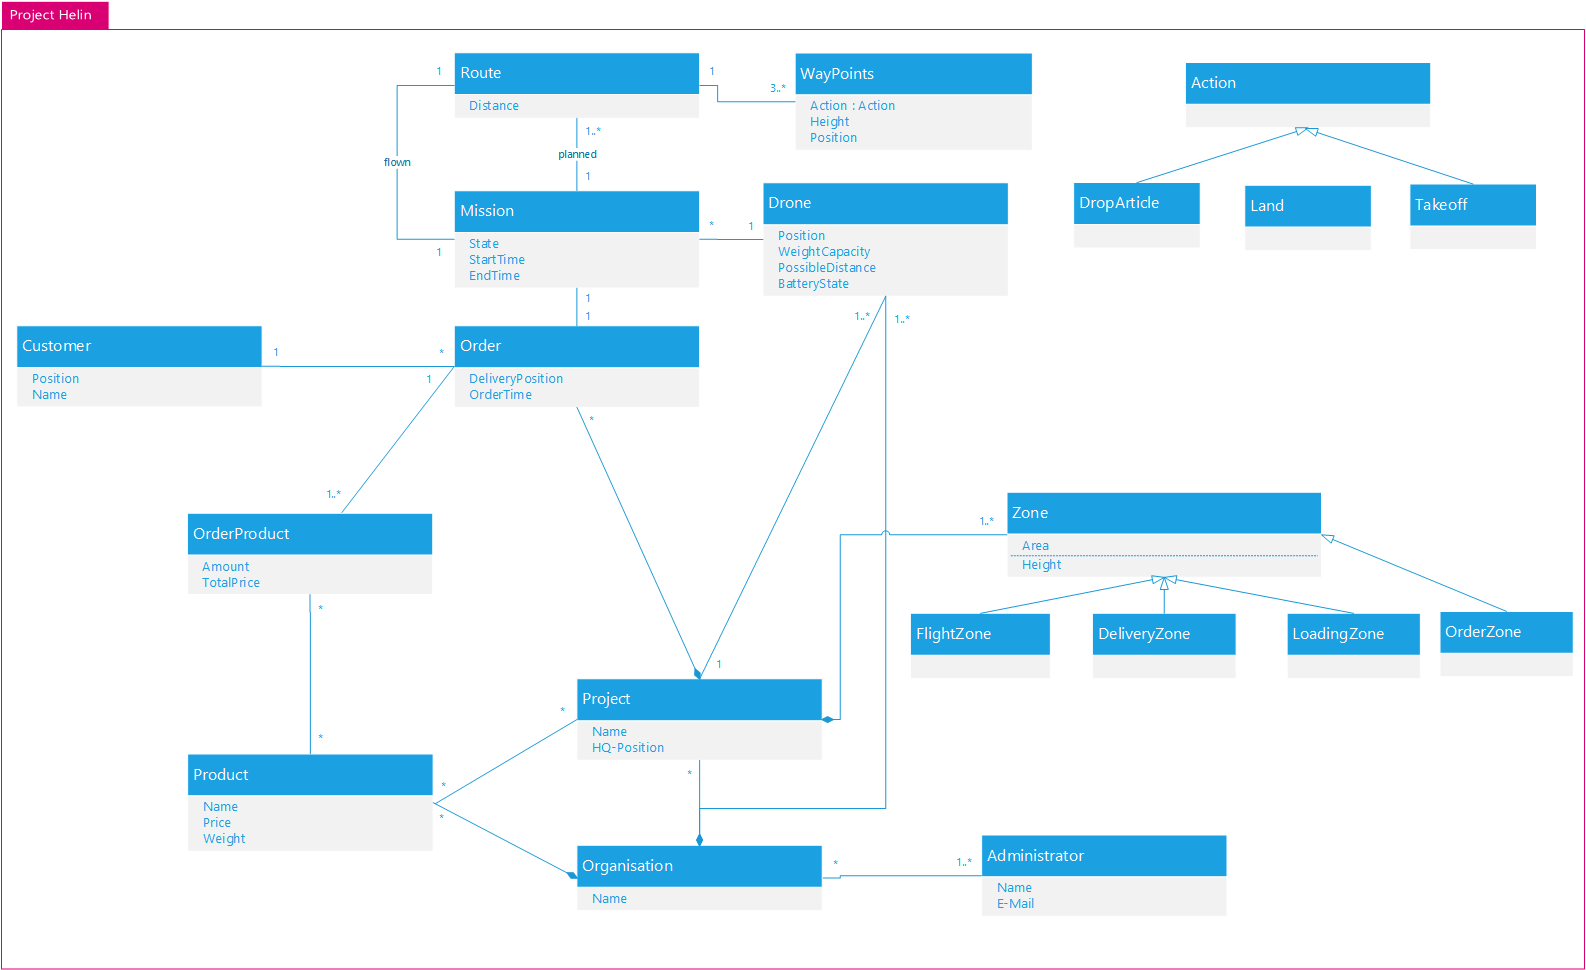 Project Helin
Route
Distance
1
1
3..*
WayPoints
Action : Action
Height
Position
Action
DropArticle
Land
Takeoff
flown
1..*
planned
1
Mission
State
StartTime
EndTime
1
*
1
Drone
Position
WeightCapacity
PossibleDistance
BatteryState
1
1
1..*
1..*
Customer
Position
Name
1
*
1
Order
DeliveryPosition
OrderTime
*
1..*
OrderProduct
Amount
TotalPrice
*
*
1..*
Zone
Area
Height
FlightZone
DeliveryZone
LoadingZone
OrderZone
1
Project
Name
HQ-Position
*
*
*
*
Product
Name
Price
Weight
Organisation
Name
*
1..*
Administrator
Name
E-Mail